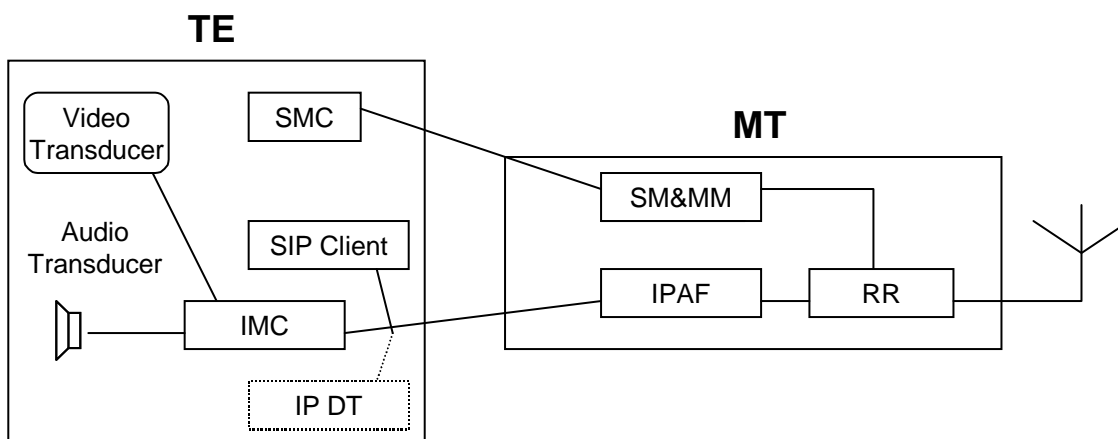 TE
Video
Transducer
SMC
MT
SM&MM
Audio
Transducer
SIP Client
IPAF
RR
IMC
IP DT